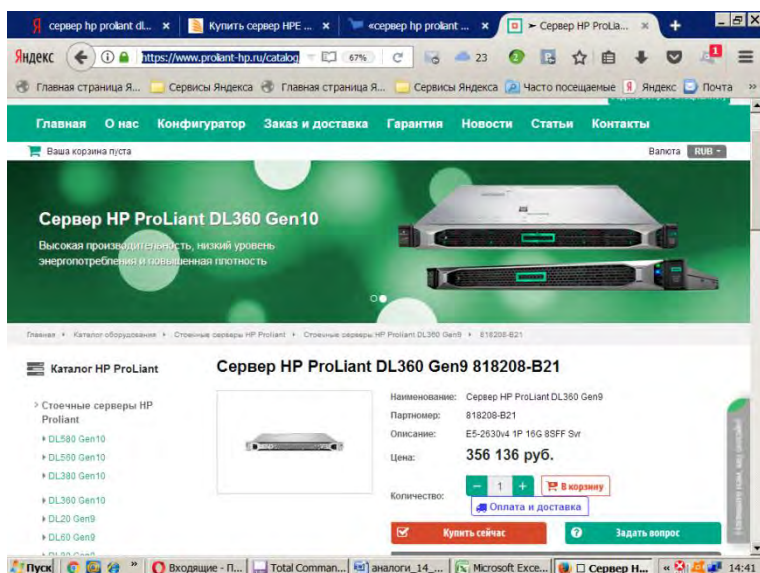 сервер hp proliant dl...
Купить сервер HPE ...
«сервер hp proliant ...
➤ Сервер HP ProLia...
Яндекс
https://www.proliant-hp.ru/catalog
67%
23
1
Главная страница Я...
Сервисы Яндекса
Главная страница Я...
Сервисы Яндекса
Часто посещаемые
Яндекс
Почта
Главная О нас Конфигуратор Заказ и доставка Гарантия Новости Статьи Контакты
Ваша корзина пуста
Валюта RUB
Сервер HP ProLiant DL360 Gen10
Высокая производительность, низкий уровень
энергопотребления и повышенная плотность
Главная › Каталог оборудования › Стоечные серверы HP Proliant › Стоечные серверы HP Proliant DL360 Gen9 › 818208-B21
Каталог HP ProLiant
Сервер HP ProLiant DL360 Gen9 818208-B21
> Стоечные серверы HP
Proliant
DL580 Gen10
DL560 Gen10
DL380 Gen10
DL360 Gen10
DL20 Gen9
DL60 Gen9
DL80 Gen9
Наименование: Сервер HP ProLiant DL360 Gen9
Партномер: 818208-B21
Описание: E5-2630v4 1P 16G 8SFF Svr
Цена: 356 136 руб.
Количество: − 1 + В корзину
Оплата и доставка
Купить сейчас
Задать вопрос
Напишите нам, мы онлайн!
Пуск
Входящие - П...
Total Comman...
аналоги_14_...
Microsoft Exce...
Сервер H...
14:41